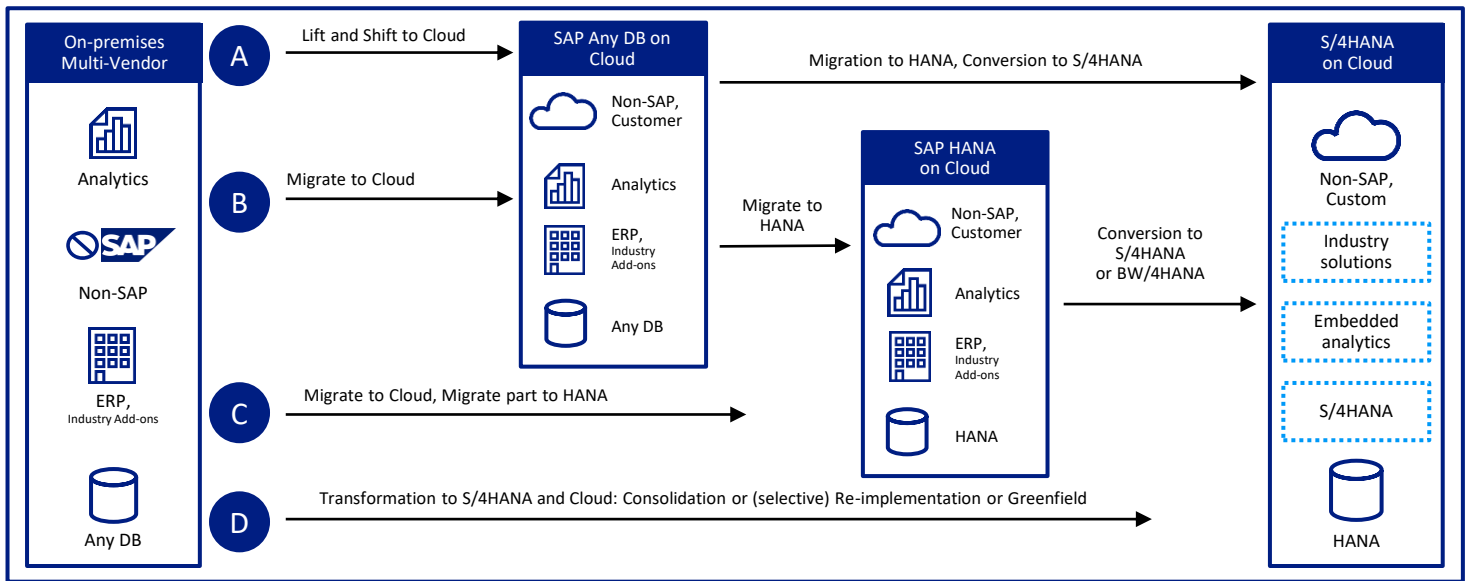 On-premises
Multi-Vendor
Analytics
SAP
Non-SAP
ERP,
Industry Add-ons
Any DB
A
Lift and Shift to Cloud
B
Migrate to Cloud
C
Migrate to Cloud, Migrate part to HANA
D
Transformation to S/4HANA and Cloud: Consolidation or (selective) Re-implementation or Greenfield
SAP Any DB on
Cloud
Non-SAP,
Customer
Analytics
ERP,
Industry
Add-ons
Any DB
Migration to HANA, Conversion to S/4HANA
Migrate to
HANA
SAP HANA
on Cloud
Non-SAP,
Customer
Analytics
ERP,
Industry
Add-ons
HANA
Conversion to
S/4HANA
or BW/4HANA
S/4HANA
on Cloud
Non-SAP,
Custom
Industry
solutions
Embedded
analytics
S/4HANA
HANA